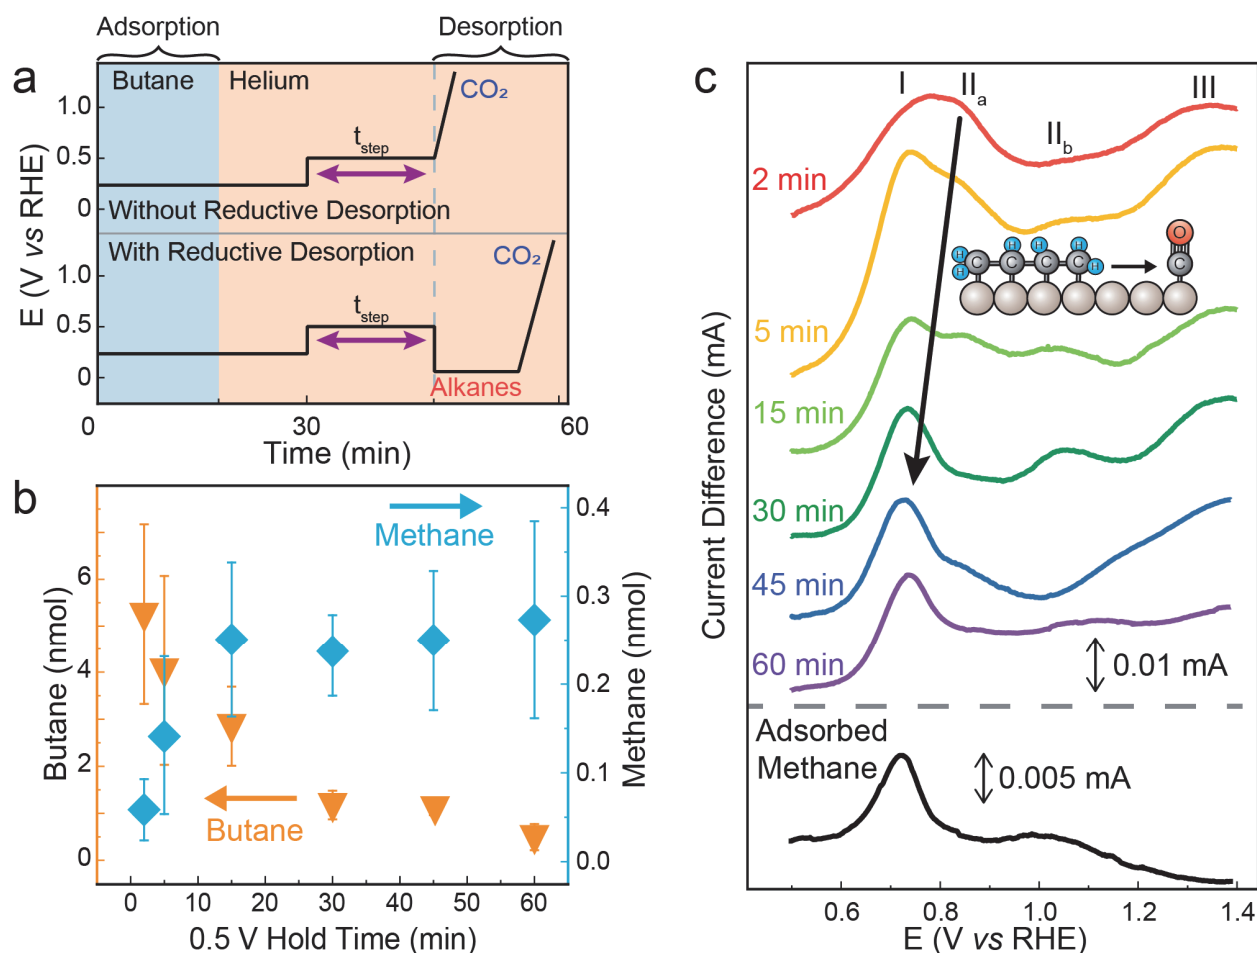 Adsorption
Desorption
a
Butane
Helium
CO₂
1.0
t_step
0.5
0
Without Reductive Desorption
With Reductive Desorption
CO₂
1.0
t_step
0.5
0
Alkanes
E (V vs RHE)
0
30
60
Time (min)
b
0.4
Methane
6
0.3
4
0.2
2
0.1
Butane
0
0.0
Butane (nmol)
Methane (nmol)
0
10
20
30
40
50
60
0.5 V Hold Time (min)
c
I
II_a
III
II_b
2 min
H
H
H
H
H
H
C
C
C
C
O
C
5 min
15 min
30 min
45 min
60 min
0.01 mA
Adsorbed
Methane
0.005 mA
Current Difference (mA)
0.6
0.8
1.0
1.2
1.4
E (V vs RHE)